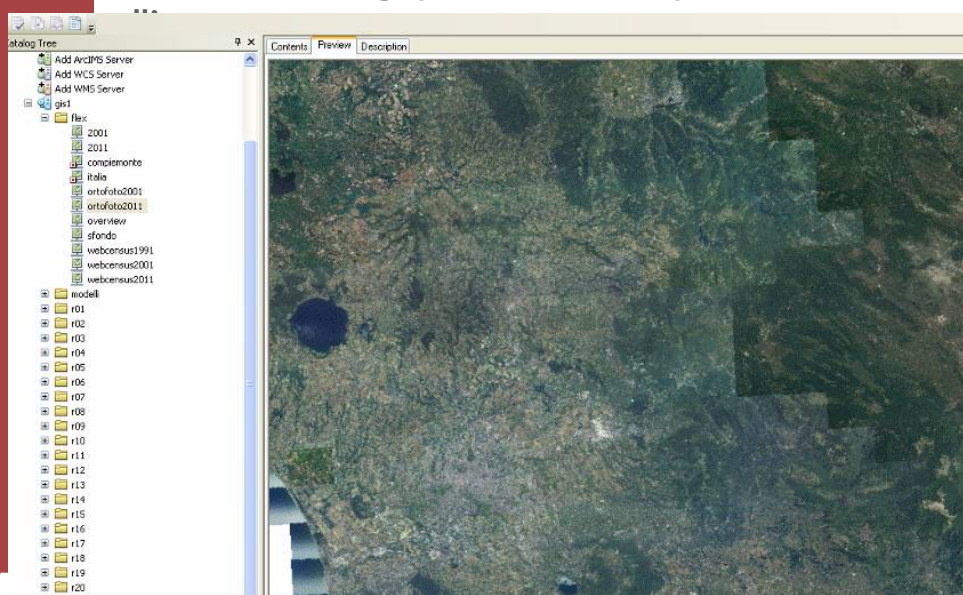 Catalog Tree
Contents Preview Description
Add ArcIMS Server
Add WCS Server
Add WMS Server
gis1
flex
2001
2011
compiemonte
italia
ortofoto2001
ortofoto2011
overview
sfondo
webcensus1991
webcensus2001
webcensus2011
modelli
r01
r02
r03
r04
r05
r06
r07
r08
r09
r10
r11
r12
r13
r14
r15
r16
r17
r18
r19
r20